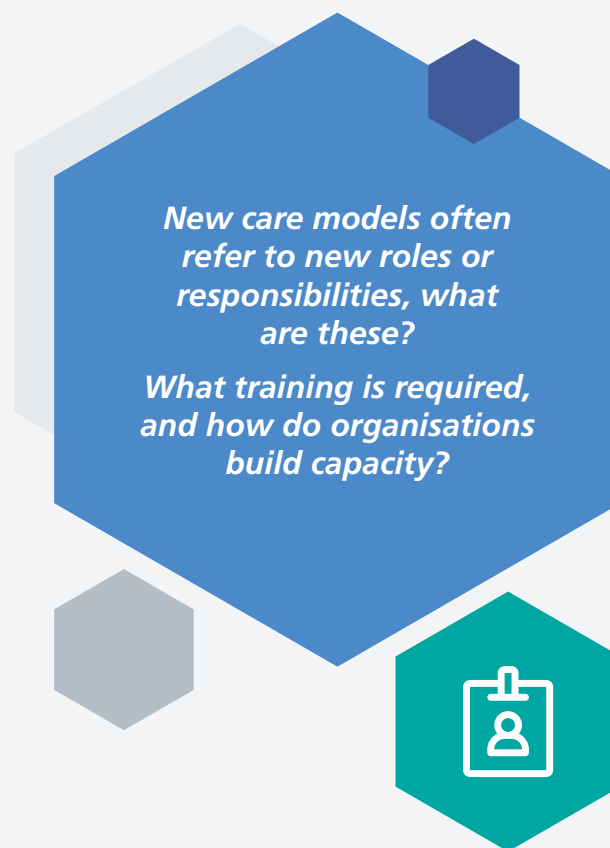 New care models often
refer to new roles or
responsibilities, what
are these?
What training is required,
and how do organisations
build capacity?